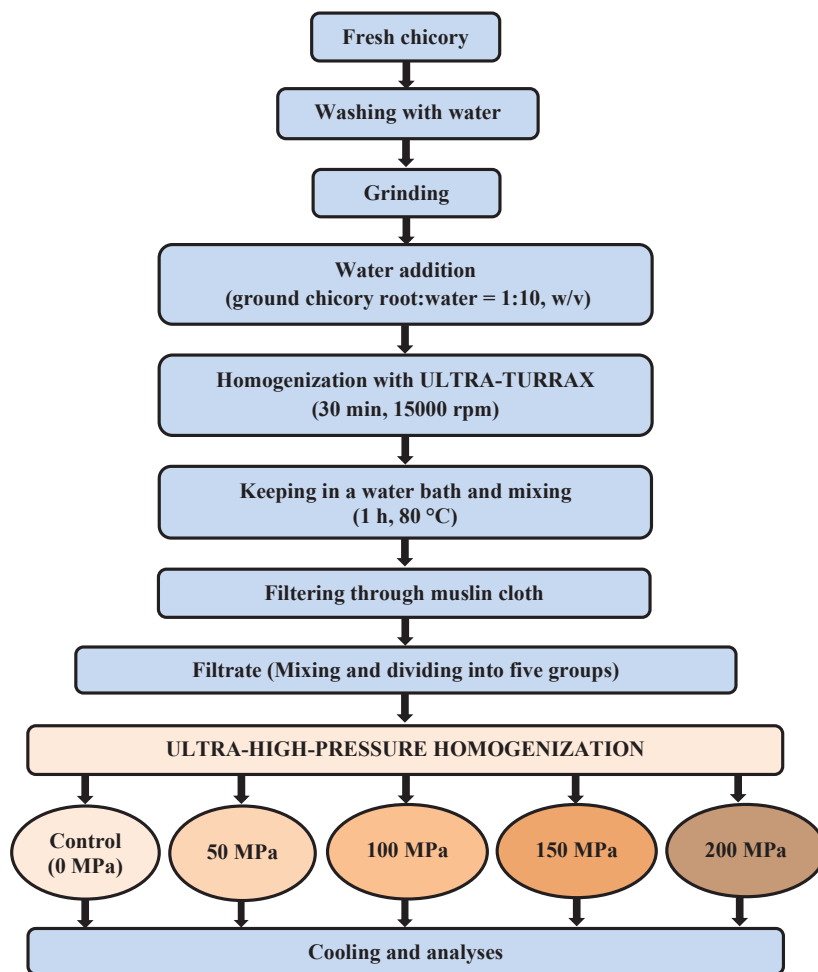 Fresh chicory
Washing with water
Grinding
Water addition
(ground chicory root:water = 1:10, w/v)
Homogenization with ULTRA-TURRAX
(30 min, 15000 rpm)
Keeping in a water bath and mixing
(1 h, 80 °C)
Filtering through muslin cloth
Filtrate (Mixing and dividing into five groups)
ULTRA-HIGH-PRESSURE HOMOGENIZATION
Control
(0 MPa)
50 MPa
100 MPa
150 MPa
200 MPa
Cooling and analyses